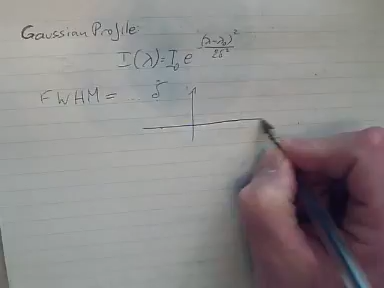 Gaussian Profile:
I(λ)=I₀ e^((λ-λ₀)²/2δ²)
FWHM = δ